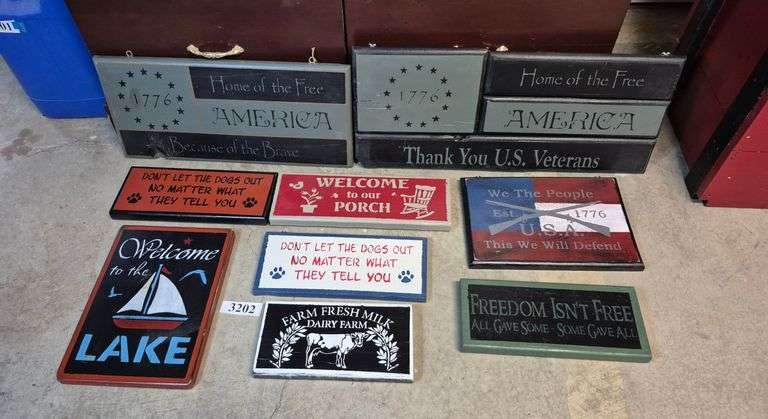 01
1776
Home of the Free
AMERICA
Because of the Brave
1776
Home of the Free
AMERICA
Thank You U.S. Veterans
DON'T LET THE DOGS OUT
NO MATTER WHAT
THEY TELL YOU
WELCOME
to our
PORCH
We The People
Est. 1776
U.S.A.
This We Will Defend
Welcome
to the
LAKE
DON'T LET THE DOGS OUT
NO MATTER WHAT
THEY TELL YOU
3202
FARM FRESH MILK
DAIRY FARM
FREEDOM ISN'T FREE
ALL GAVE SOME - SOME GAVE ALL